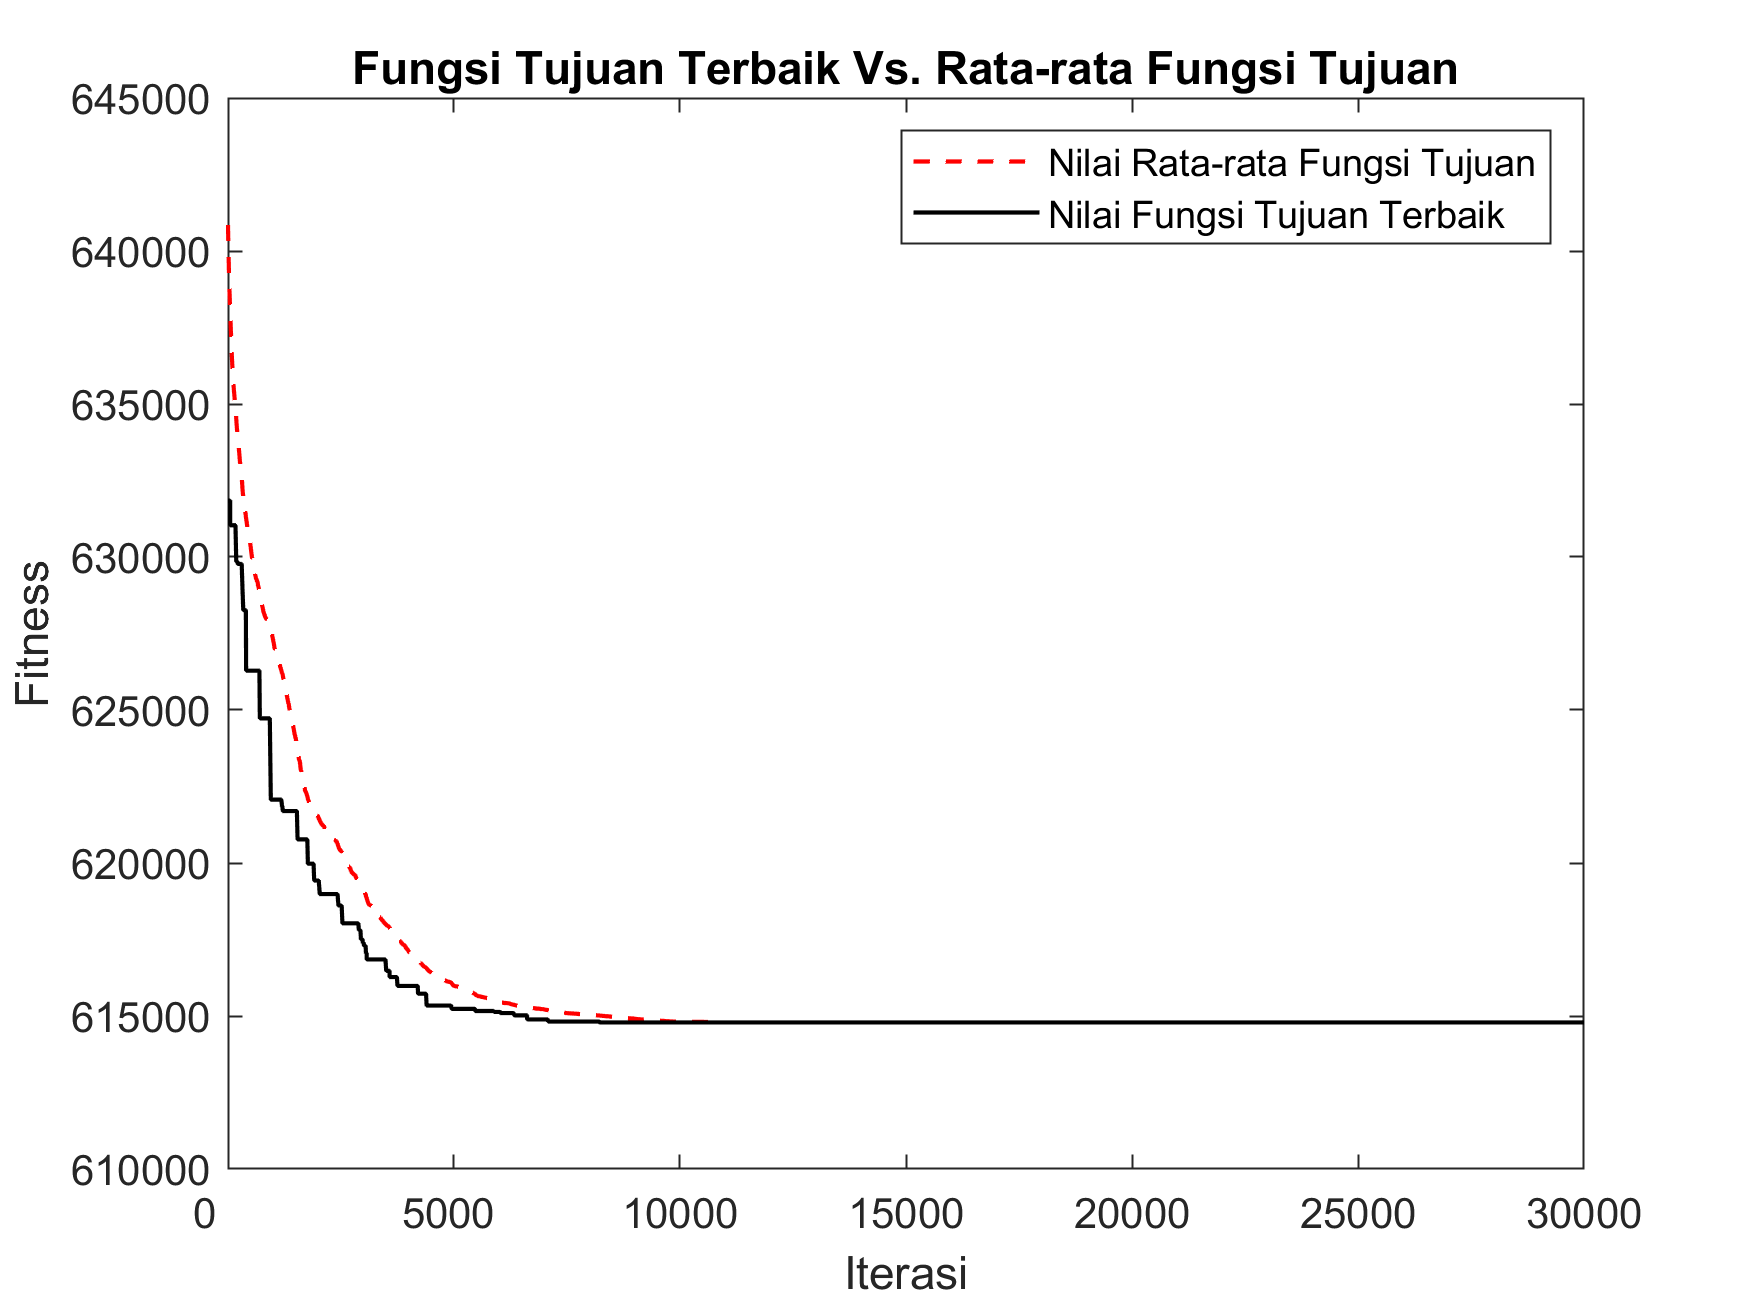 Fungsi Tujuan Terbaik Vs. Rata-rata Fungsi Tujuan
645000
640000
635000
630000
625000
620000
615000
610000
Fitness
Nilai Rata-rata Fungsi Tujuan
Nilai Fungsi Tujuan Terbaik
0 5000 10000 15000 20000 25000 30000
Iterasi